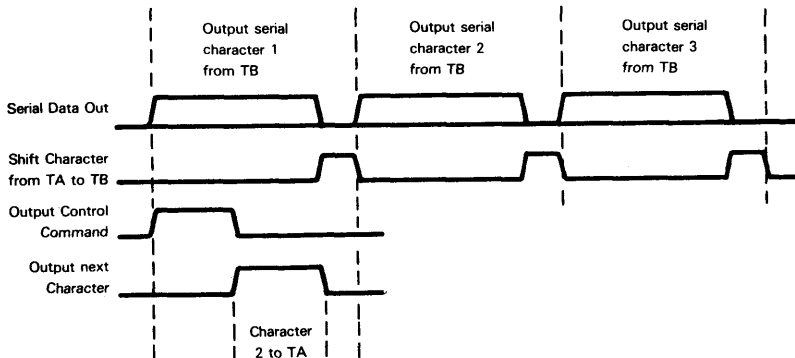 Output serial
character 1
from TB
Output serial
character 2
from TB
Output serial
character 3
from TB
Serial Data Out
Shift Character
from TA to TB
Output Control
Command
Output next
Character
Character
2 to TA